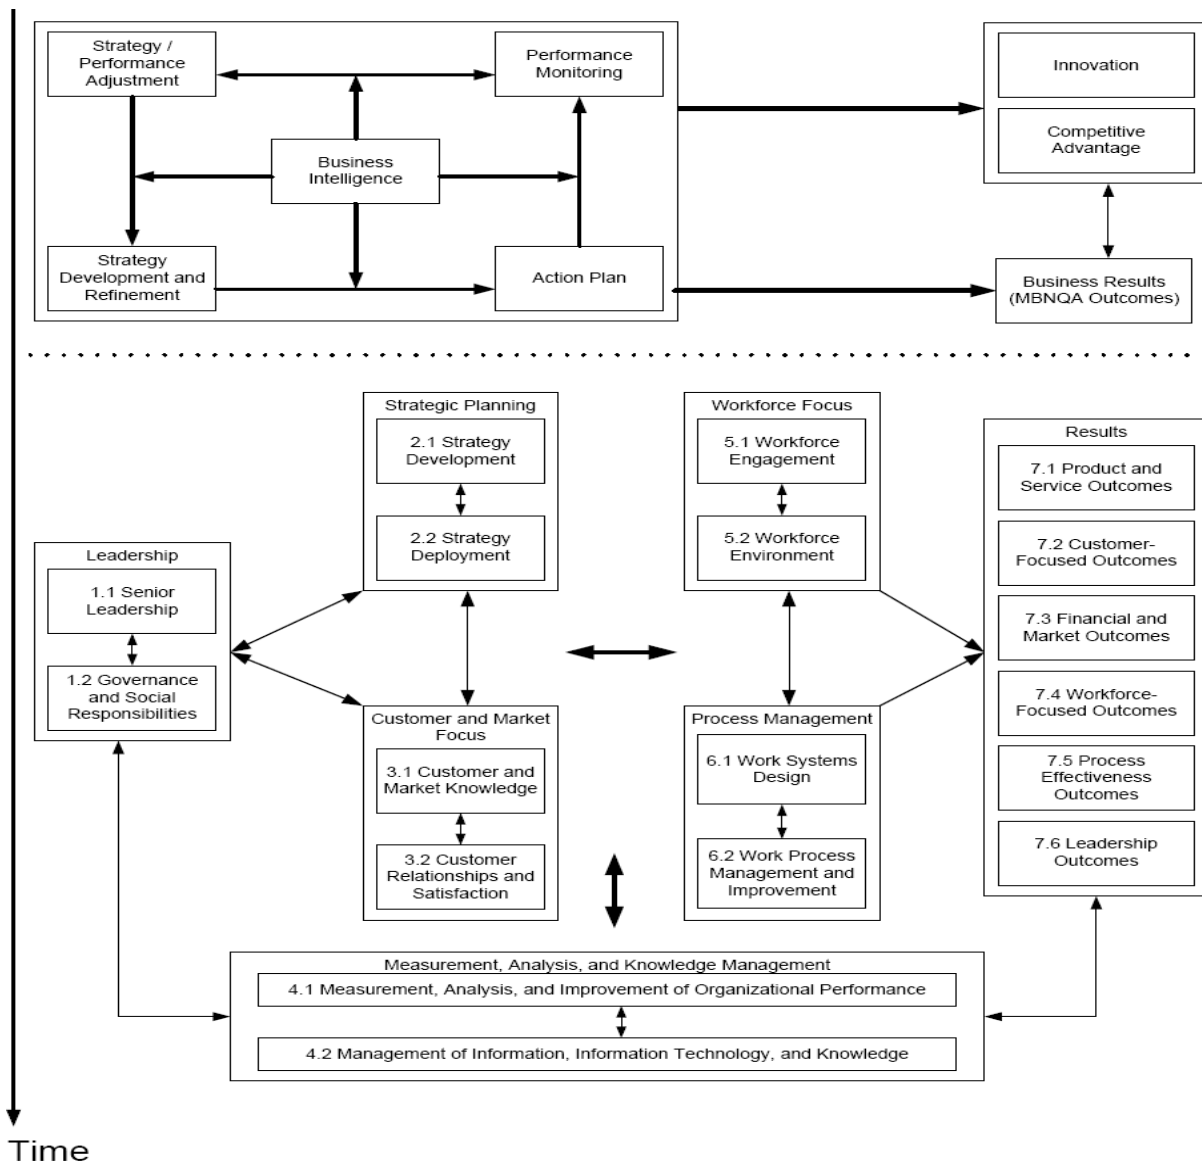 Strategy /
Performance
Adjustment
Performance
Monitoring
Business
Intelligence
Strategy
Development and
Refinement
Action Plan
Innovation
Competitive
Advantage
Business Results
(MBNQA Outcomes)
Strategic Planning
2.1 Strategy
Development
2.2 Strategy
Deployment
Workforce Focus
5.1 Workforce
Engagement
5.2 Workforce
Environment
Leadership
1.1 Senior
Leadership
1.2 Governance
and Social
Responsibilities
Customer and Market
Focus
3.1 Customer and
Market Knowledge
3.2 Customer
Relationships and
Satisfaction
Process Management
6.1 Work Systems
Design
6.2 Work Process
Management and
Improvement
Results
7.1 Product and
Service Outcomes
7.2 Customer-
Focused Outcomes
7.3 Financial and
and Market Outcomes
7.4 Workforce-
Focused Outcomes
7.5 Process
Effectiveness
Outcomes
7.6 Leadership
Outcomes
Measurement, Analysis, and Knowledge Management
4.1 Measurement, Analysis, and Improvement of Organizational Performance
4.2 Management of Information, Information Technology, and Knowledge
Time